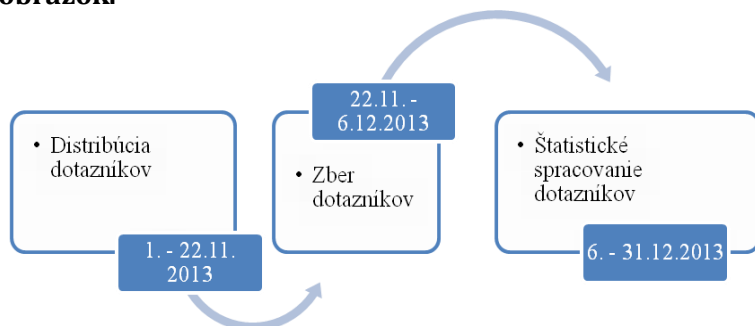 obrázok.
• Distribúcia
dotazníkov
1. - 22.11.
2013
22.11. -
6.12.2013
• Zber
dotazníkov
• Štatistické
spracovanie
dotazníkov
6. - 31.12.2013